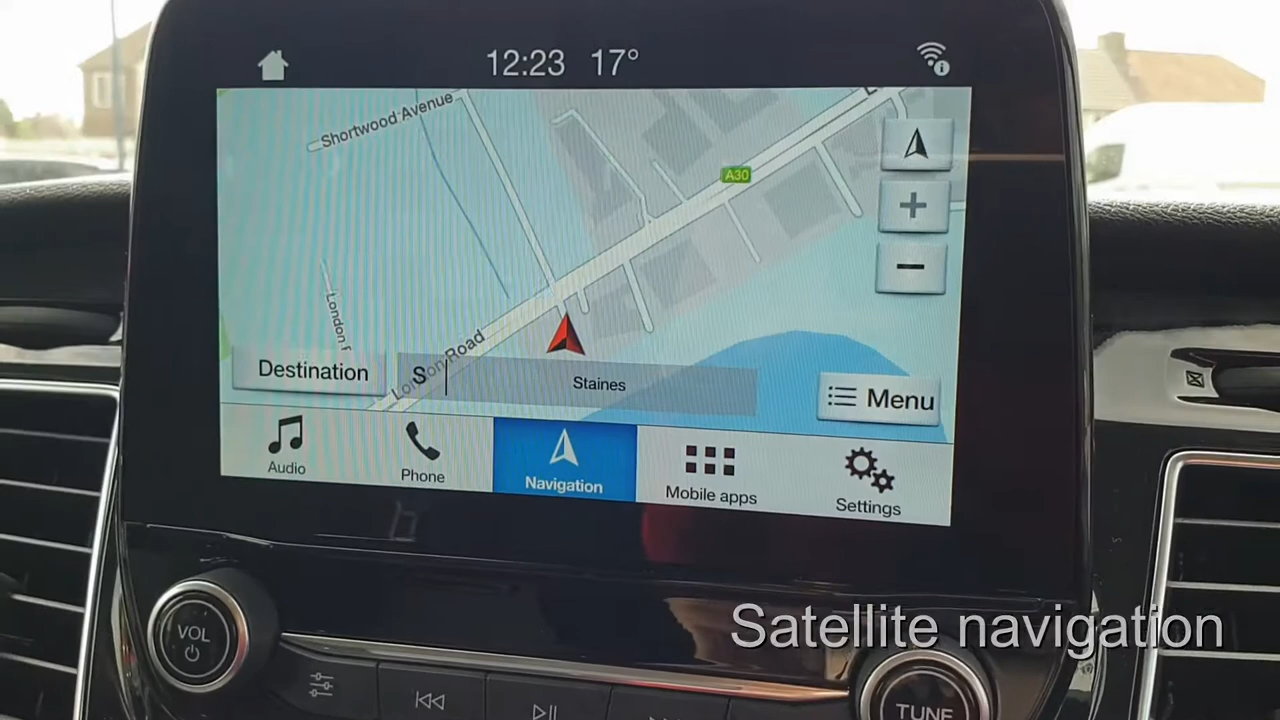 12:23 17°
Shortwood Avenue
A30
London r
London Road
Destination
S
Staines
Menu
Audio
Phone
Navigation
Mobile apps
Settings
Satellite navigation
VOL
TUNE